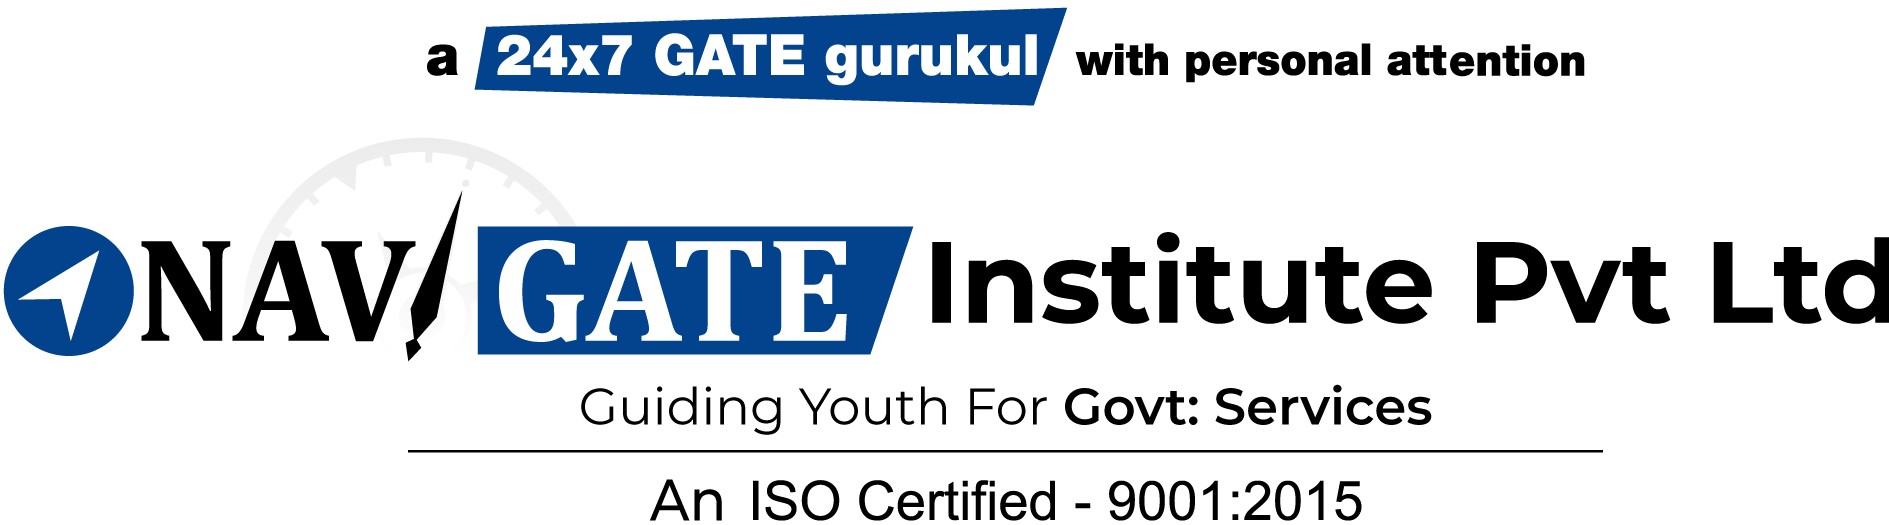 a 24x7 GATE gurukul with personal attention
NAVIGATE Institute Pvt Ltd
Guiding Youth For Govt: Services
An ISO Certified - 9001:2015